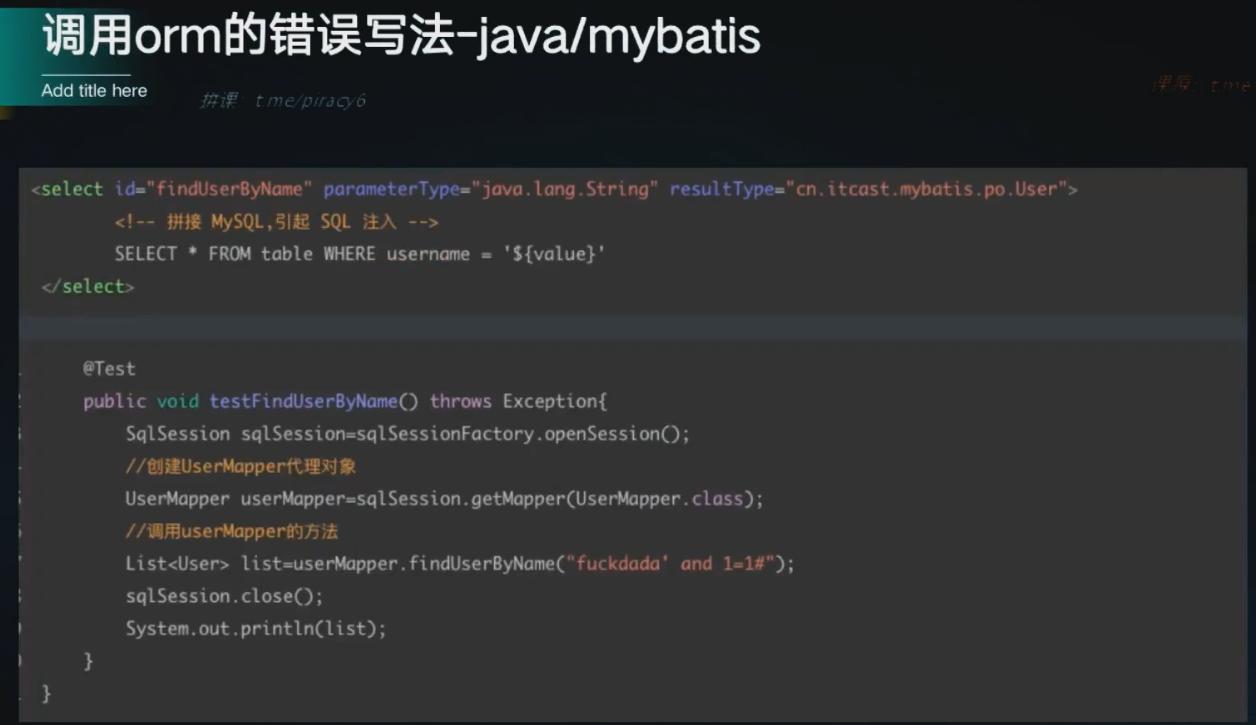 调用orm的错误写法-java/mybatis
Add title here
拼课: t.me/piracy6
<select id="findUserByName" parameterType="java.lang.String" resultType="cn.itcast.mybatis.po.User">
<!-- 拼接 MySQL,引起 SQL 注入 -->
SELECT * FROM table WHERE username = '${value}'
</select>
@Test
public void testFindUserByName() throws Exception{
SqlSession sqlSession=sqlSessionFactory.openSession();
//创建UserMapper代理对象
UserMapper userMapper=sqlSession.getMapper(UserMapper.class);
//调用userMapper的方法
List<User> list=userMapper.findUserByName("fuckdada' and 1=1#");
sqlSession.close();
System.out.println(list);
}
}